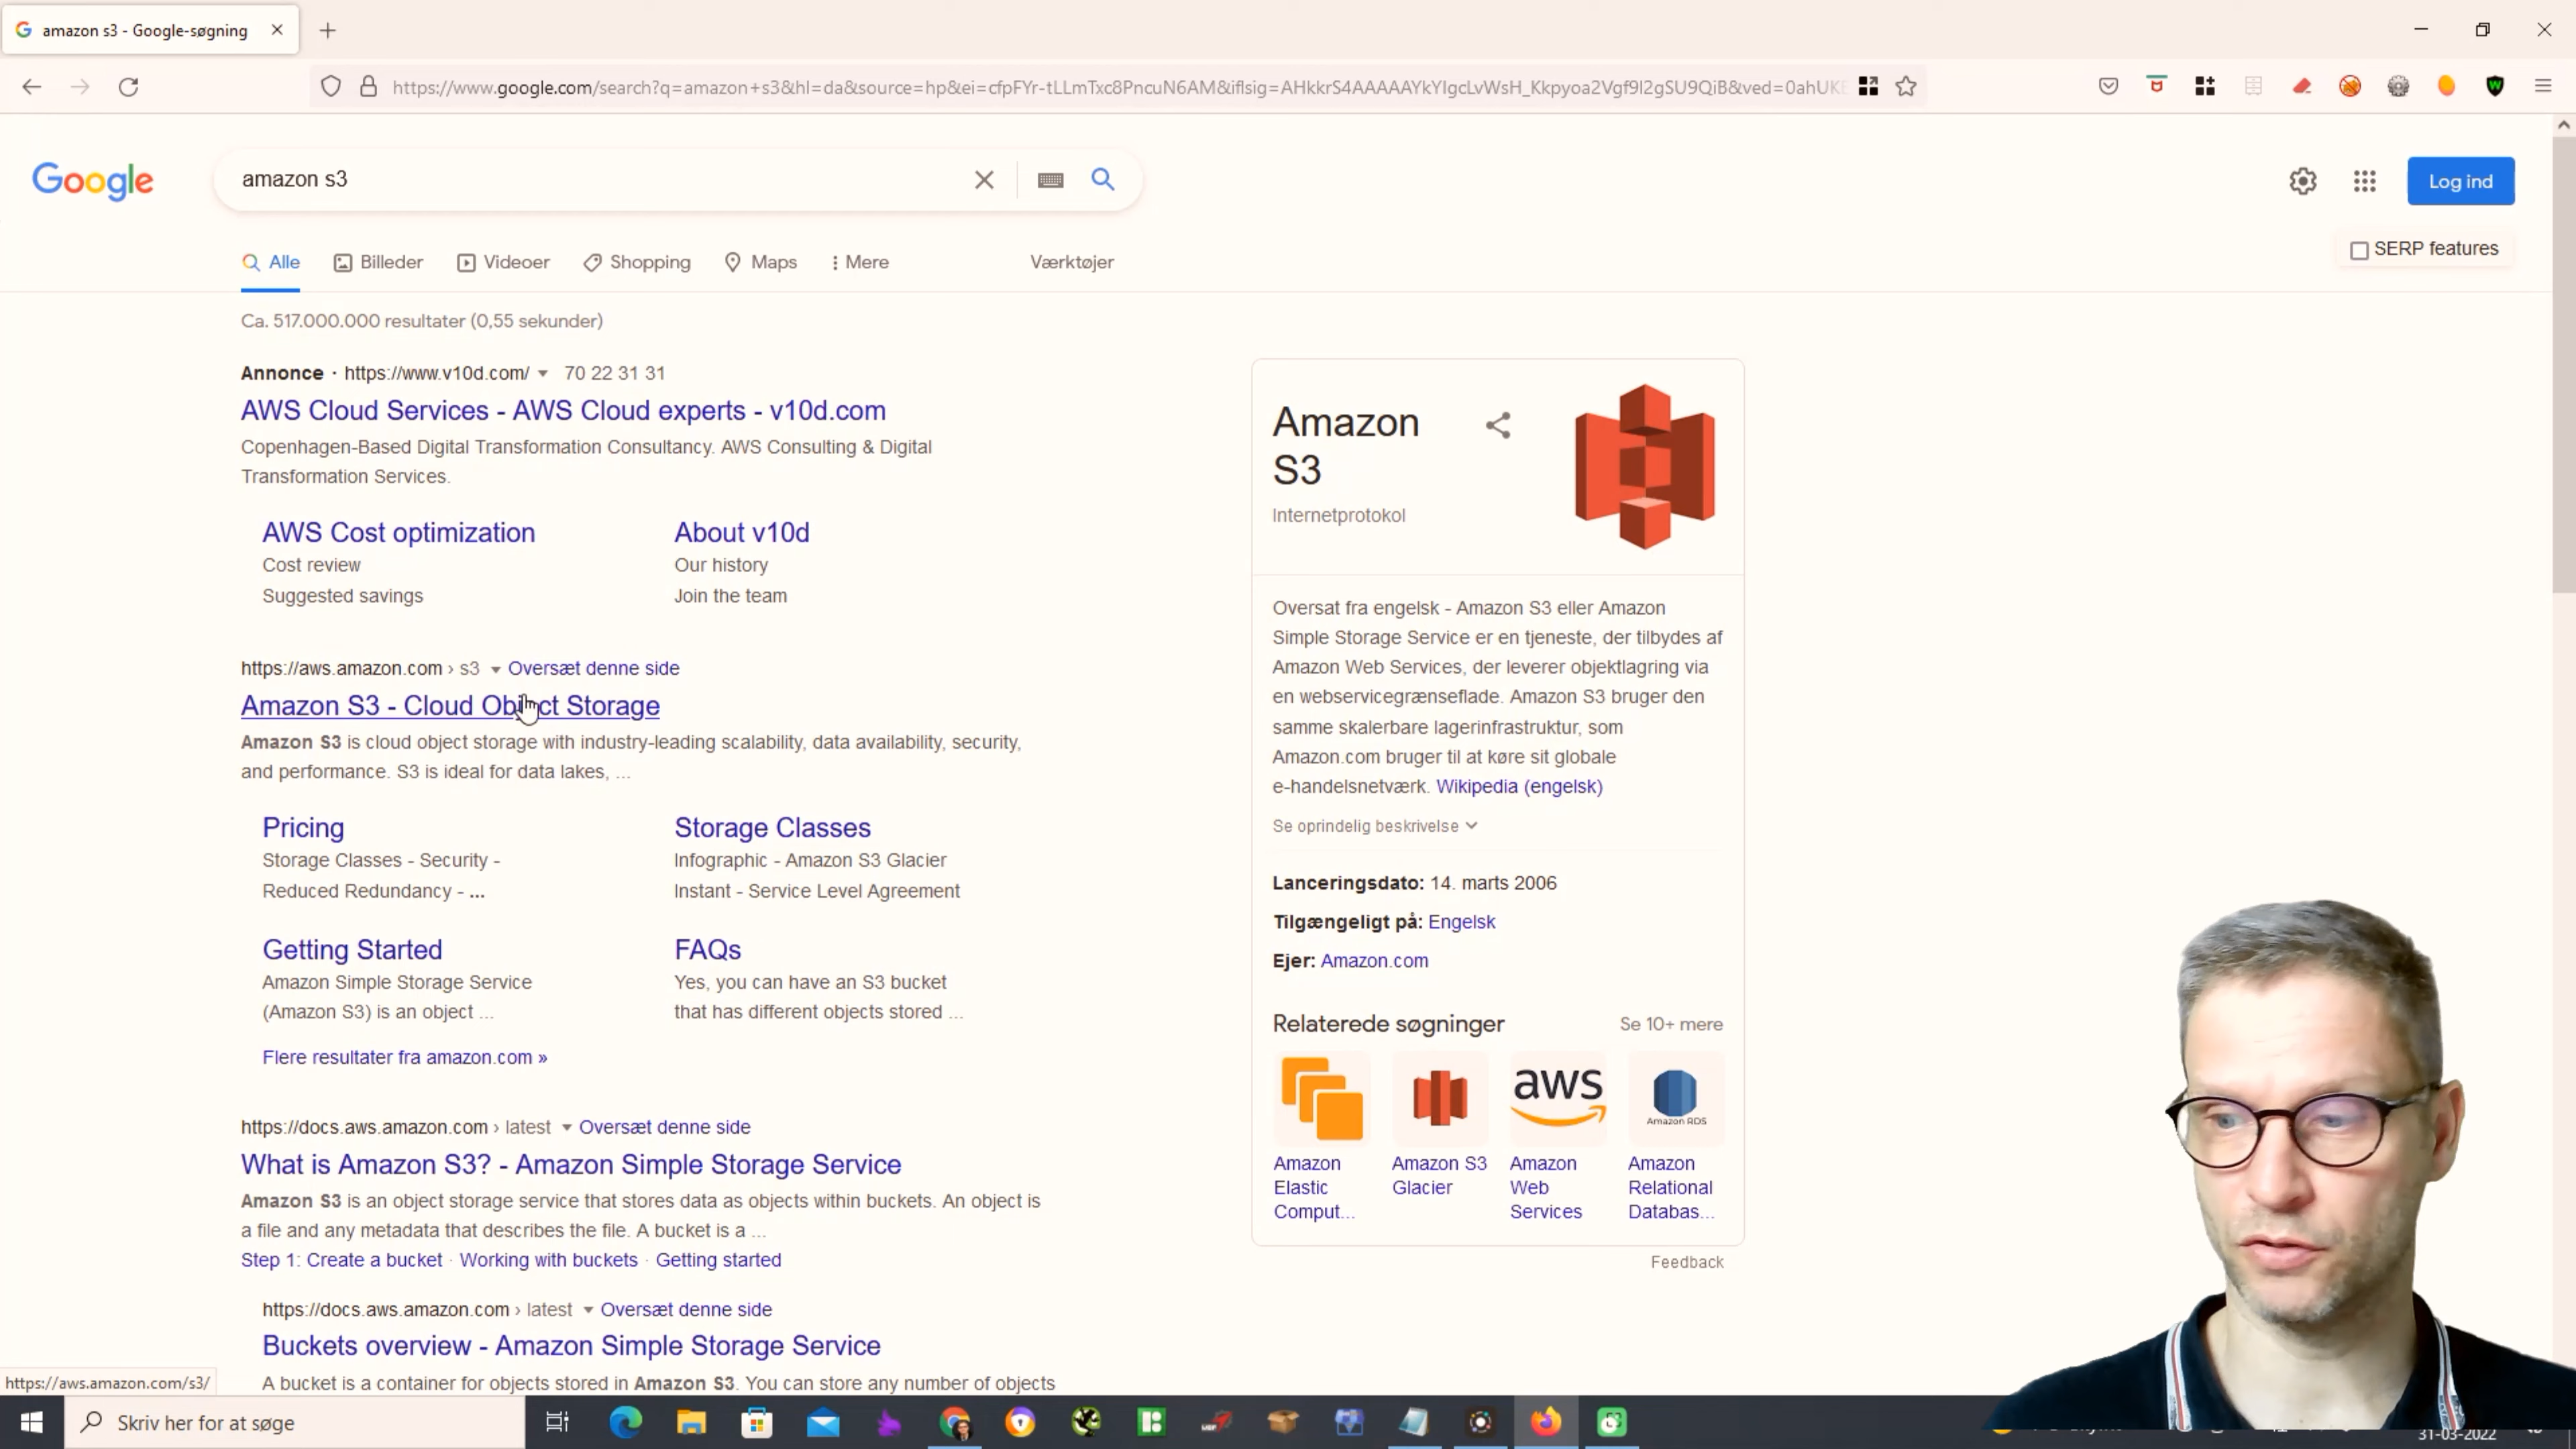 amazon s3 - Google-søgning
https://www.google.com/search?q=amazon+s3&hl=da&source=hp&ei=cfpFYr-tLLmTxc8PncuN6AM&iflsig=AHkkrS4AAAAAYkYIgcLvWsH_Kkpyoa2Vgf9l2gSU9QiB&ved=0ahUKE
Google
amazon s3
Log ind
Alle
Billeder
Videoer
Shopping
Maps
Mere
Værktøjer
SERP features
Ca. 517.000.000 resultater (0,55 sekunder)
Annonce · https://www.v10d.com/ 70 22 31 31
AWS Cloud Services - AWS Cloud experts - v10d.com
Copenhagen-Based Digital Transformation Consultancy. AWS Consulting & Digital
Transformation Services.
AWS Cost optimization
Cost review
Suggested savings
About v10d
Our history
Join the team
https://aws.amazon.com › s3 Oversæt denne side
Amazon S3 - Cloud Object Storage
Amazon S3 is cloud object storage with industry-leading scalability, data availability, security,
and performance. S3 is ideal for data lakes, ...
Pricing
Storage Classes - Security -
Reduced Redundancy - ...
Storage Classes
Infographic - Amazon S3 Glacier
Instant - Service Level Agreement
Getting Started
Amazon Simple Storage Service
(Amazon S3) is an object ...
FAQs
Yes, you can have an S3 bucket
that has different objects stored ...
Flere resultater fra amazon.com »
https://docs.aws.amazon.com › latest Oversæt denne side
What is Amazon S3? - Amazon Simple Storage Service
Amazon S3 is an object storage service that stores data as objects within buckets. An object is
a file and any metadata that describes the file. A bucket is a ...
Step 1: Create a bucket · Working with buckets · Getting started
https://docs.aws.amazon.com › latest Oversæt denne side
Buckets overview - Amazon Simple Storage Service
A bucket is a container for objects stored in Amazon S3. You can store any number of objects
Amazon
S3
Internetprotokol
Oversat fra engelsk - Amazon S3 eller Amazon
Simple Storage Service er en tjeneste, der tilbydes af
Amazon Web Services, der leverer objektlagring via
en webservicegrænseflade. Amazon S3 bruger den
samme skalerbare lagerinfrastruktur, som
Amazon.com bruger til at køre sit globale
e-handelsnetværk. Wikipedia (engelsk)
Se oprindelig beskrivelse
Lanceringsdato: 14. marts 2006
Tilgængeligt på: Engelsk
Ejer: Amazon.com
Relaterede søgninger
Se 10+ mere
aws
Amazon RDS
Amazon
Elastic
Comput...
Amazon S3
Glacier
Amazon
Web
Services
Amazon
Relational
Databas...
Feedback
https://aws.amazon.com/s3/
Skriv her for at søge
31-03-2022